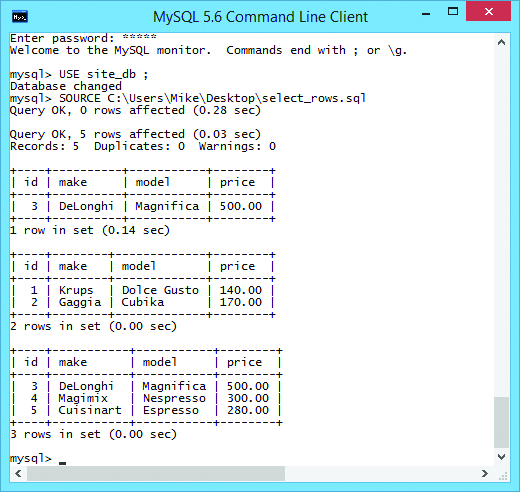 MySQL 5.6 Command Line Client
Enter password: *****
Welcome to the MySQL monitor.  Commands end with ; or \g.
mysql> USE site_db ;
Database changed
mysql> SOURCE C:\Users\Mike\Desktop\select_rows.sql
Query OK, 0 rows affected (0.28 sec)
Query OK, 5 rows affected (0.03 sec)
Records: 5  Duplicates: 0  Warnings: 0
+----+----------+-----------+--------+
| id | make     | model     | price  |
+----+----------+-----------+--------+
|  3 | DeLonghi | Magnifica | 500.00 |
+----+----------+-----------+--------+
1 row in set (0.14 sec)
+----+--------+-------------+--------+
| id | make   | model       | price  |
+----+--------+-------------+--------+
|  1 | Krups  | Dolce Gusto | 140.00 |
|  2 | Gaggia | Cubika      | 170.00 |
+----+--------+-------------+--------+
2 rows in set (0.00 sec)
+----+-----------+-----------+--------+
| id | make      | model     | price  |
+----+-----------+-----------+--------+
|  3 | DeLonghi  | Magnifica | 500.00 |
|  4 | Magimix   | Nespresso | 300.00 |
|  5 | Cuisinart | Espresso  | 280.00 |
+----+-----------+-----------+--------+
3 rows in set (0.00 sec)
mysql> _